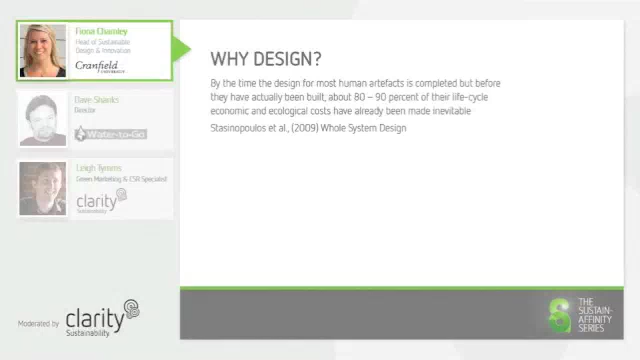 Fiona Charnley
Head of Sustainable
Design & Innovation
Cranfield
UNIVERSITY
Dave Shanks
Director
Water-to-Go
Leigh Tymms
Green Marketing & CSR Specialist
clarity
Sustainability
Moderated by
clarity
Sustainability
WHY DESIGN?
By the time the design for most human artefacts is completed but before
they have actually been built, about 80 – 90 percent of their life-cycle
economic and ecological costs have already been made inevitable
Stasinopoulos et al., (2009) Whole System Design
THE
SUSTAIN-
AFFINITY
SERIES